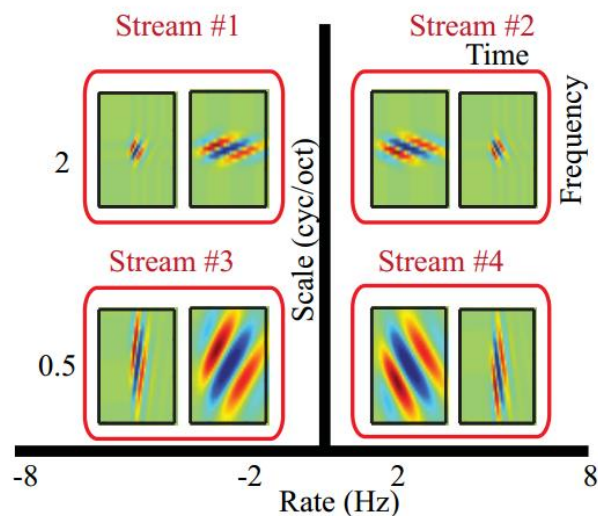 Stream #1
Stream #2
Time
Frequency
2
Scale (cyc/oct)
Stream #3
Stream #4
0.5
-8
-2
2
8
Rate (Hz)